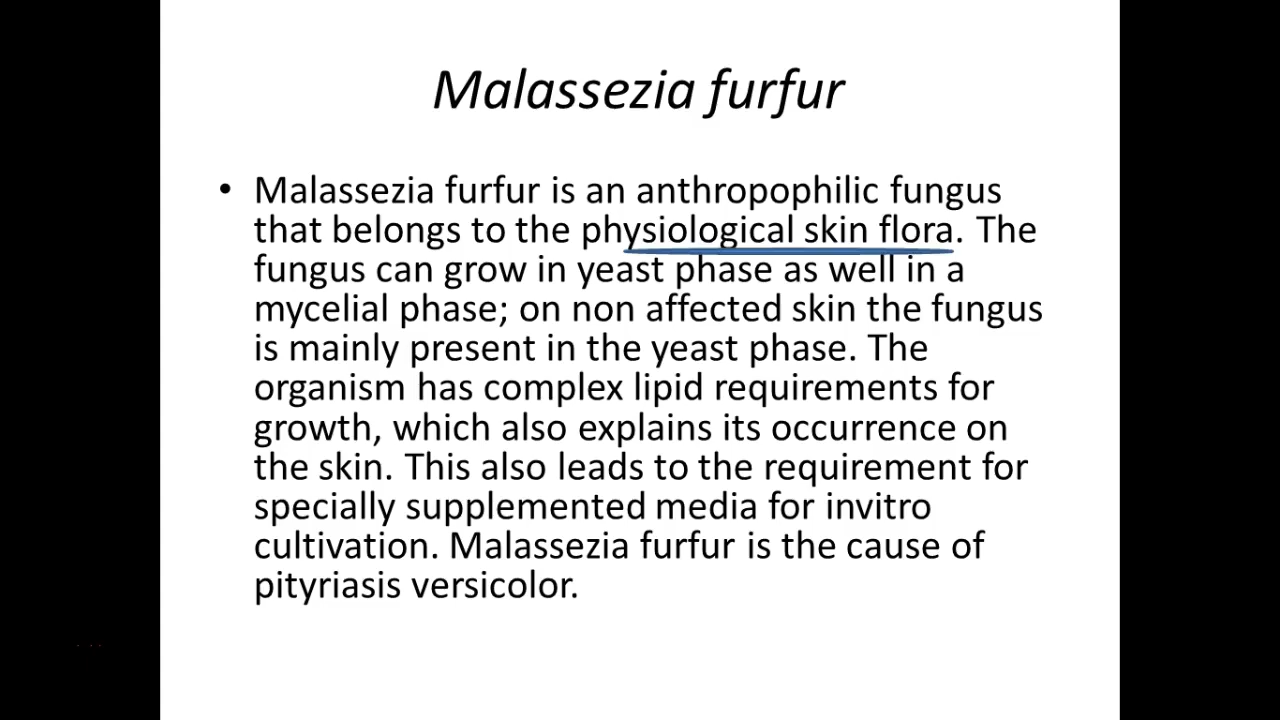 Malassezia furfur
• Malassezia furfur is an anthropophilic fungus
that belongs to the physiological skin flora. The
fungus can grow in yeast phase as well in a
mycelial phase; on non affected skin the fungus
is mainly present in the yeast phase. The
organism has complex lipid requirements for
growth, which also explains its occurrence on
the skin. This also leads to the requirement for
specially supplemented media for invitro
cultivation. Malassezia furfur is the cause of
pityriasis versicolor.